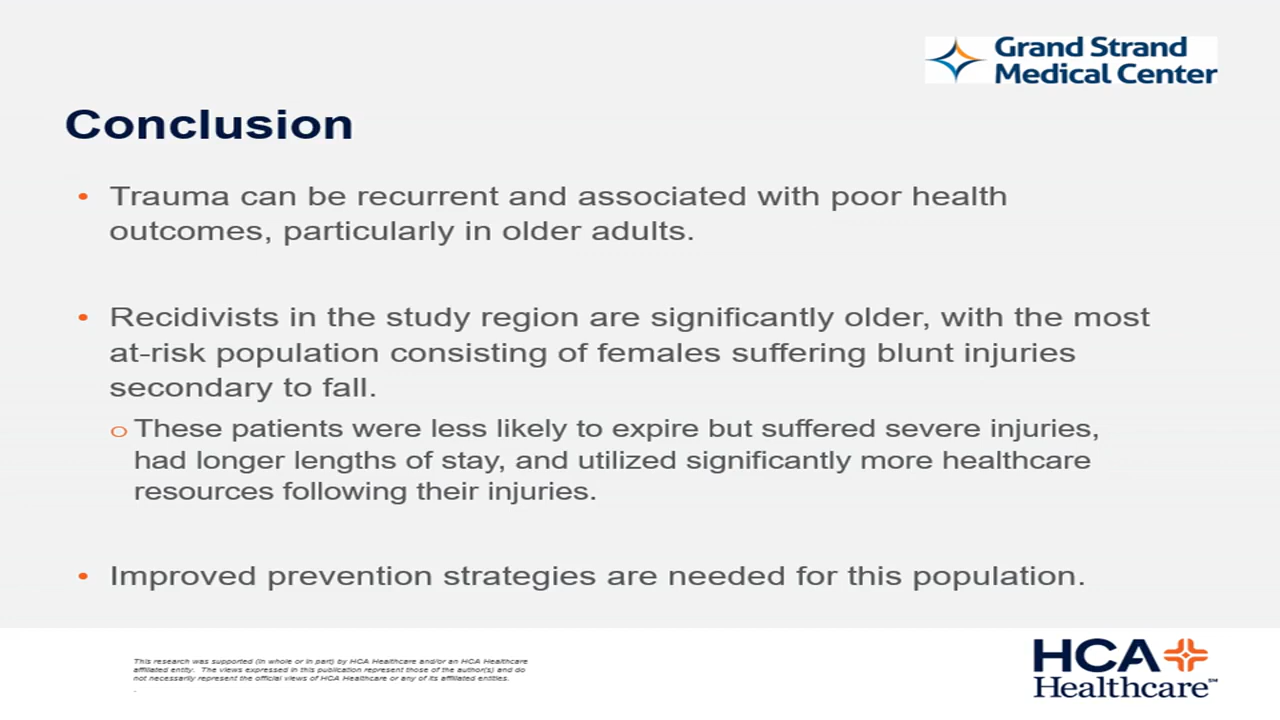 Grand Strand
Medical Center
Conclusion
• Trauma can be recurrent and associated with poor health
outcomes, particularly in older adults.
• Recidivists in the study region are significantly older, with the most
at-risk population consisting of females suffering blunt injuries
secondary to fall.
o These patients were less likely to expire but suffered severe injuries,
had longer lengths of stay, and utilized significantly more healthcare
resources following their injuries.
• Improved prevention strategies are needed for this population.
This research was supported (in whole or in part) by HCA Healthcare and/or an HCA Healthcare
affiliated entity. The views expressed in this publication represent those of the author(s) and do
not necessarily represent the official views of HCA Healthcare or any of its affiliated entities.
.
HCA
Healthcare℠